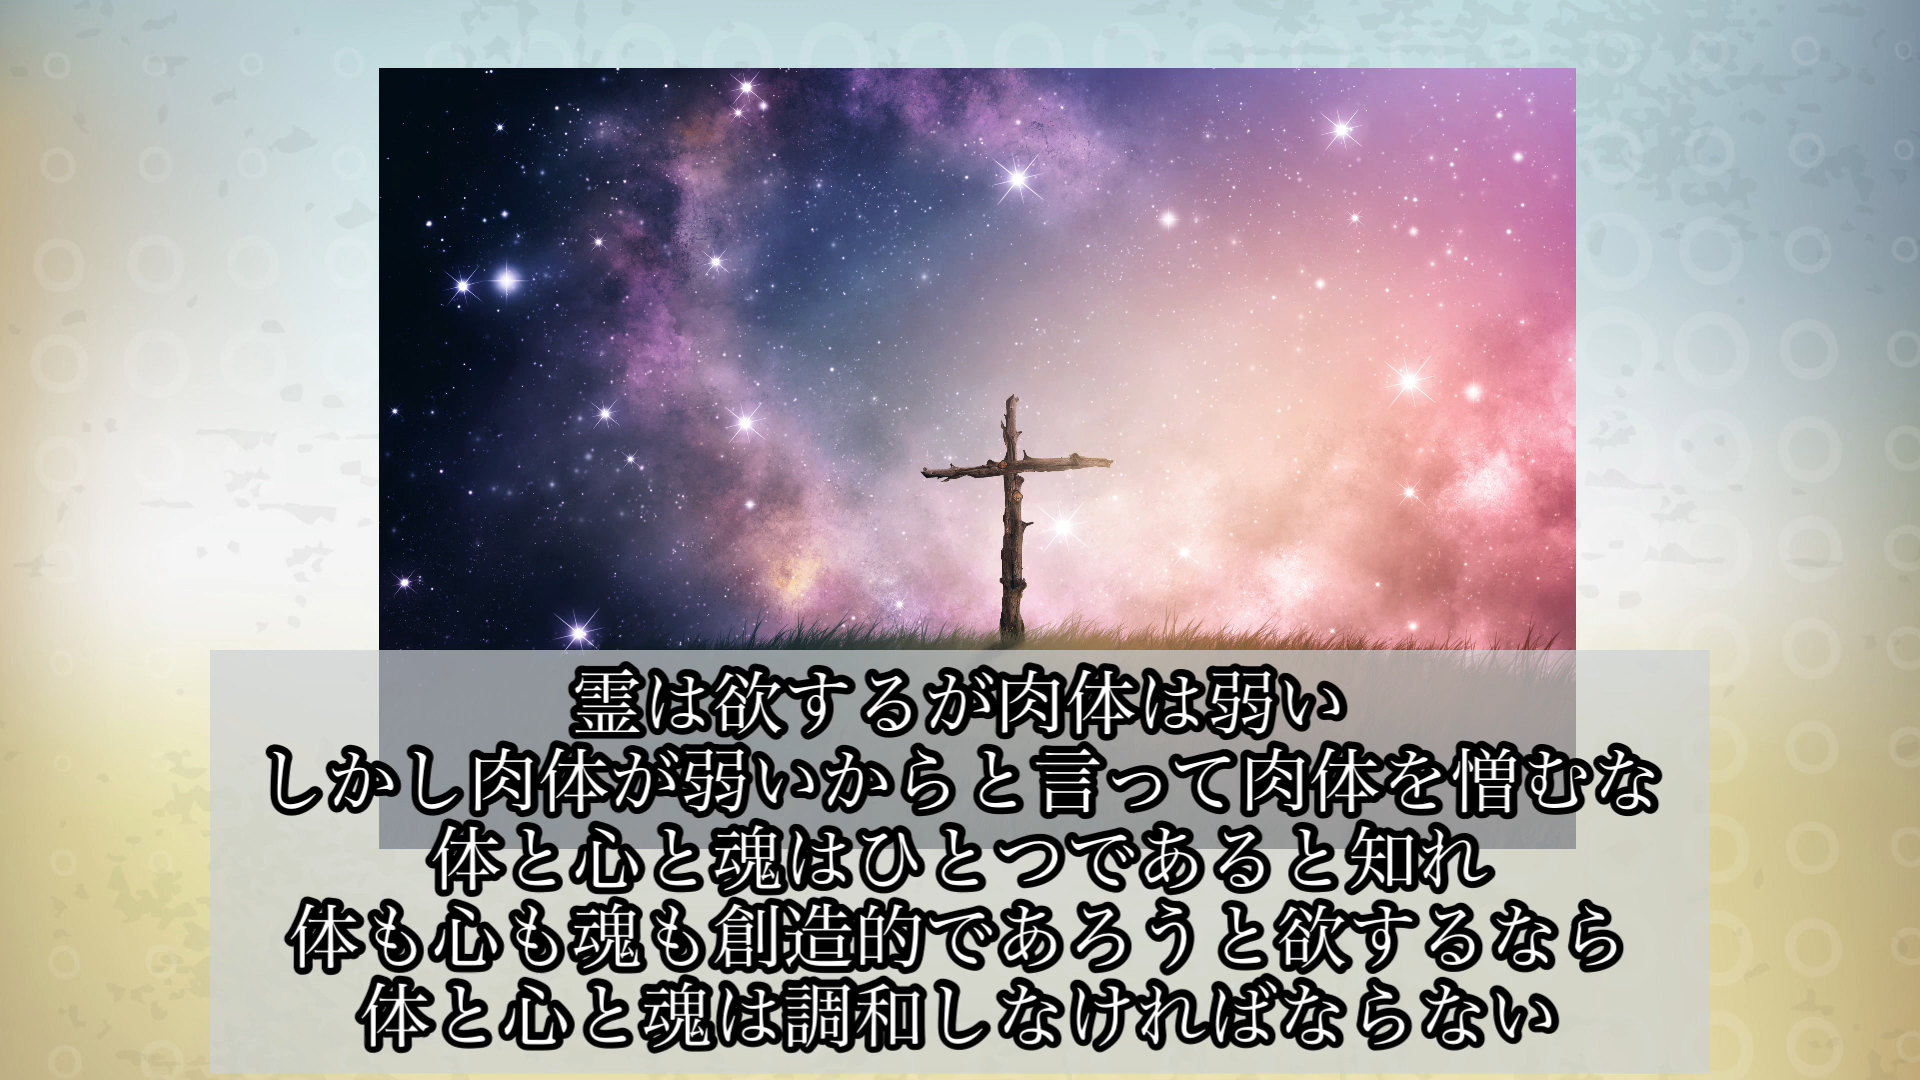 霊は欲するが肉体は弱い
しかし肉体が弱いからと言って肉体を憎むな
体と心と魂はひとつであると知れ
体も心も魂も創造的であろうと欲するなら
体と心と魂は調和しなければならない